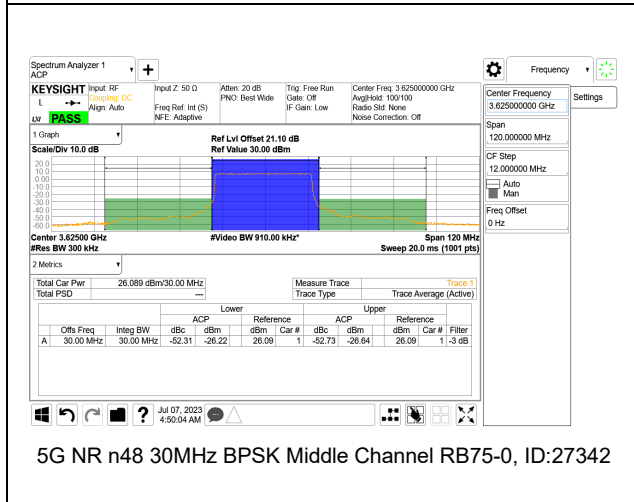 Spectrum Analyzer 1
ACP
+
Frequency
KEYSIGHT
L
LXI PASS
Input: RF
Coupling: DC
Align: Auto
Input Z: 50 Ω
Freq Ref: Int (S)
NFE: Adaptive
Atten: 20 dB
PNO: Best Wide
Trig: Free Run
Gate: Off
IF Gain: Low
Center Freq: 3.625000000 GHz
Avg|Hold: 100/100
Radio Std: None
Noise Correction: Off
Center Frequency
3.625000000 GHz
Settings
Span
120.000000 MHz
CF Step
12.000000 MHz
Auto
Man
Freq Offset
0 Hz
1 Graph
Scale/Div 10.0 dB
Ref Lvl Offset 21.10 dB
Ref Value 30.00 dBm
20.0
10.0
0.00
-10.0
-20.0
-30.0
-40.0
-50.0
-60.0
Center 3.62500 GHz
#Video BW 910.00 kHz*
Span 120 MHz
#Res BW 300 kHz
Sweep 20.0 ms (1001 pts)
2 Metrics
Total Car Pwr 26.089 dBm/30.00 MHz
Total PSD ---
Measure Trace Trace 1
Trace Type Trace Average (Active)
Lower Upper
ACP Reference ACP Reference
Offs Freq Integ BW dBc dBm dBm Car # dBc dBm dBm Car # Filter
A 30.00 MHz 30.00 MHz -52.31 -26.22 26.09 1 -52.73 -26.64 26.09 1 -3 dB
?
Jul 07, 2023
4:50:04 AM
5G NR n48 30MHz BPSK Middle Channel RB75-0, ID:27342